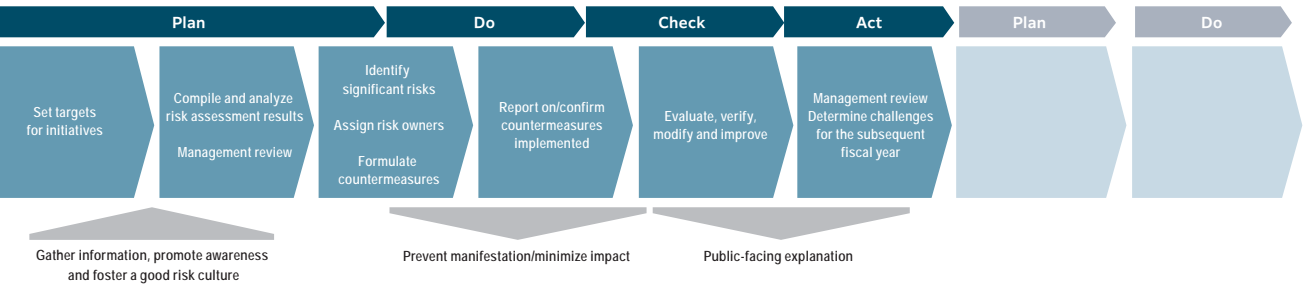 Plan
Do
Check
Act
Plan
Do
Set targets
for initiatives
Compile and analyze
risk assessment results
Management review
Identify
significant risks
Assign risk owners
Formulate
countermeasures
Report on/confirm
countermeasures
implemented
Evaluate, verify,
modify and improve
Management review
Determine challenges
for the subsequent
fiscal year
Gather information, promote awareness
and foster a good risk culture
Prevent manifestation/minimize impact
Public-facing explanation